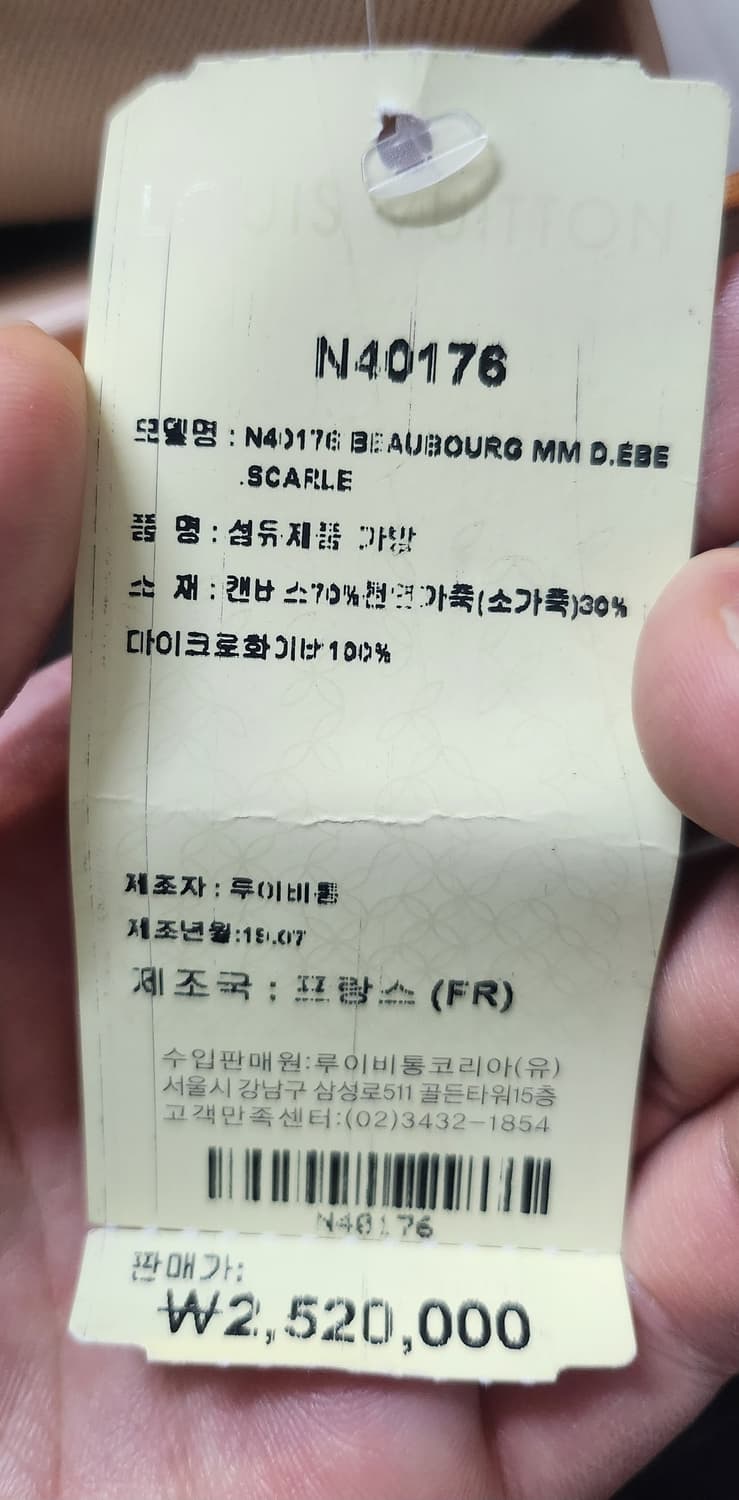 LOUIS VUITTON
N40176
모델명 : N40176 BEAUBOURG MM D.EBE
.SCARLE
품 명 : 섬유제품 가방
소 재 : 캔버스70%천연가죽(소가죽)30%
마이크로화이버100%
제조자 : 루이비통
제조년월:19.07
제조국 : 프랑스 (FR)
수입판매원:루이비통코리아(유)
서울시 강남구 삼성로511 골든타워15층
고객만족센터:(02)3432-1854
N40176
판매가:
₩2,520,000